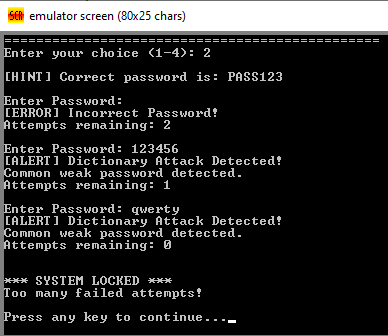 emulator screen (80x25 chars)
==================================================
Enter your choice (1-4): 2
[HINT] Correct password is: PASS123
Enter Password:
[ERROR] Incorrect Password!
Attempts remaining: 2
Enter Password: 123456
[ALERT] Dictionary Attack Detected!
Common weak password detected.
Attempts remaining: 1
Enter Password: qwerty
[ALERT] Dictionary Attack Detected!
Common weak password detected.
Attempts remaining: 0
*** SYSTEM LOCKED ***
Too many failed attempts!
Press any key to continue..._